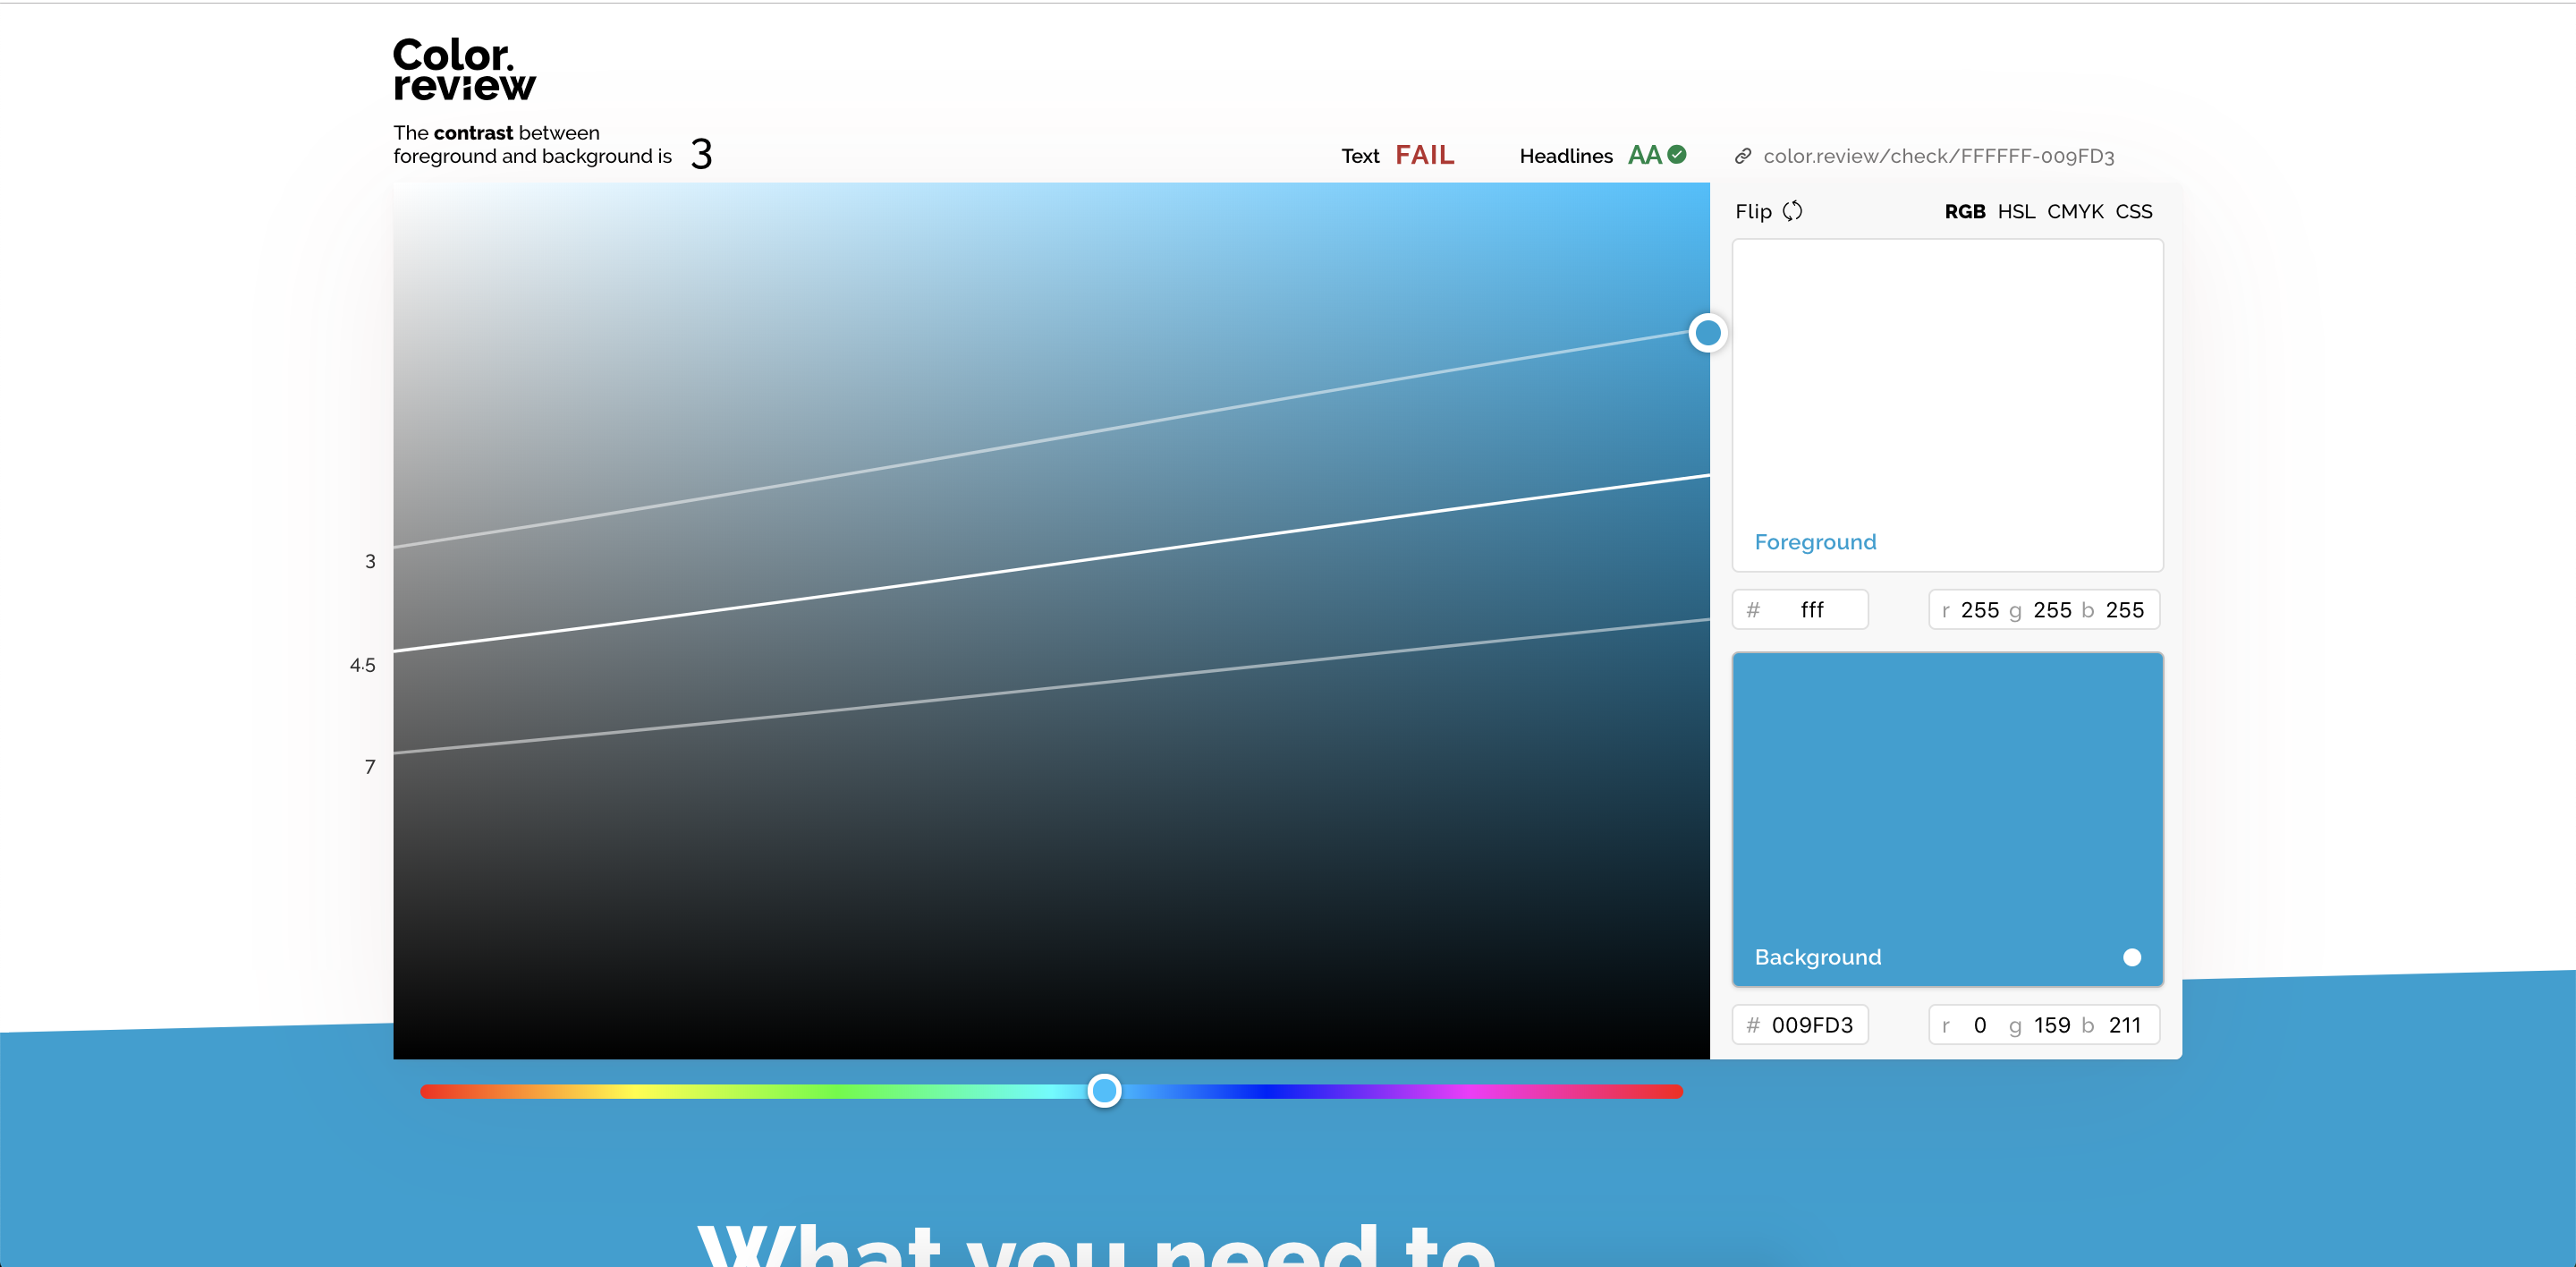 Color.
review
The contrast between
foreground and background is 3
Text FAIL Headlines AA
color.review/check/FFFFFF-009FD3
Flip RGB HSL CMYK CSS
3
4.5
7
Foreground
# fff r 255 g 255 b 255
Background
# 009FD3 r 0 g 159 b 211
What you need to